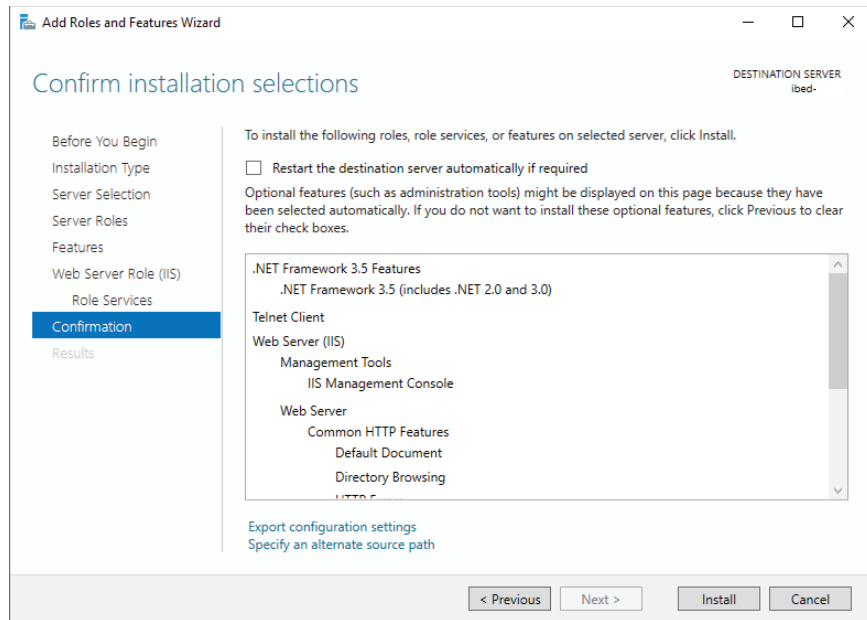 Add Roles and Features Wizard
Confirm installation selections
DESTINATION SERVER
ibed-
Before You Begin
Installation Type
Server Selection
Server Roles
Features
Web Server Role (IIS)
Role Services
Confirmation
Results
To install the following roles, role services, or features on selected server, click Install.
Restart the destination server automatically if required
Optional features (such as administration tools) might be displayed on this page because they have
been selected automatically. If you do not want to install these optional features, click Previous to clear
their check boxes.
.NET Framework 3.5 Features
.NET Framework 3.5 (includes .NET 2.0 and 3.0)
Telnet Client
Web Server (IIS)
Management Tools
IIS Management Console
Web Server
Common HTTP Features
Default Document
Directory Browsing
Export configuration settings
Specify an alternate source path
< Previous
Next >
Install
Cancel